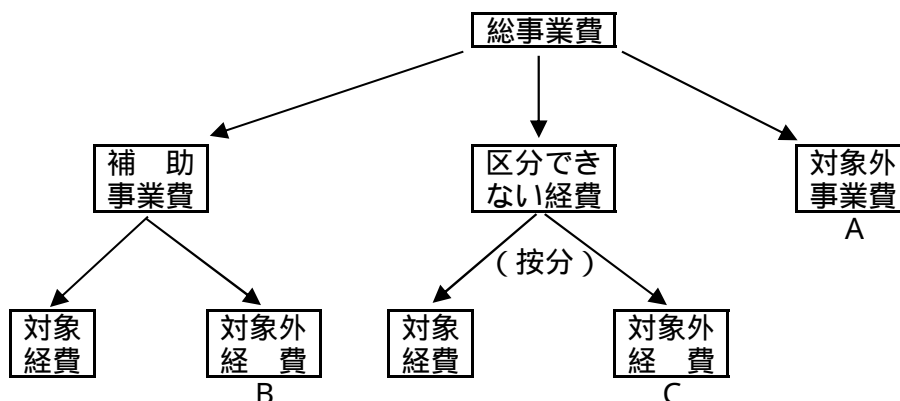 総事業費
補　助
事業費
区分でき
ない経費
対象外
事業費
A
（按分）
対象
経費
対象外
経　費
B
対象
経費
対象外
経　費
C